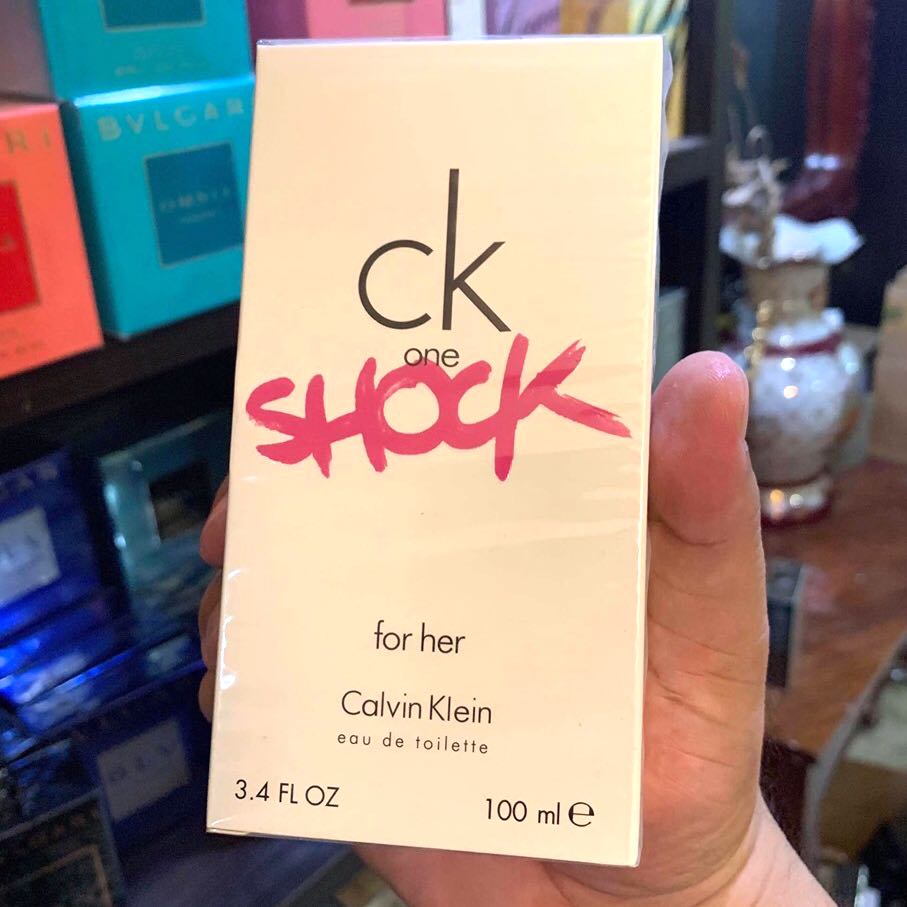 BVLGARI
ck
one
SHOCK
for her
Calvin Klein
eau de toilette
3.4 FL OZ
100 ml e